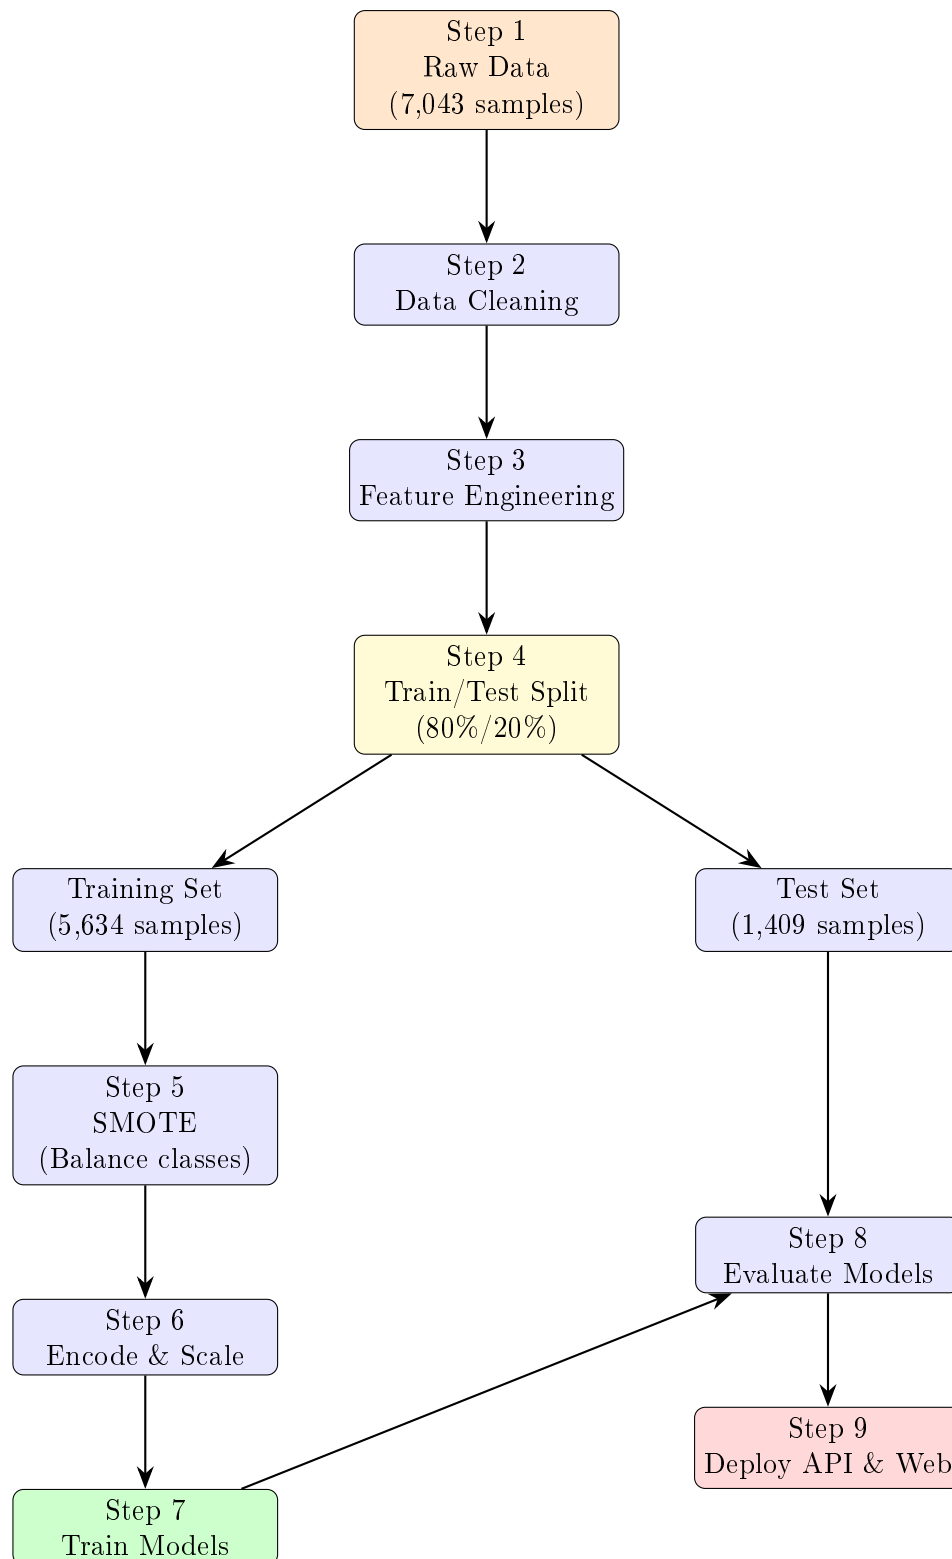 Step 1
Raw Data
(7,043 samples)
Step 2
Data Cleaning
Step 3
Feature Engineering
Step 4
Train/Test Split
(80%/20%)
Training Set
(5,634 samples)
Test Set
(1,409 samples)
Step 5
SMOTE
(Balance classes)
Step 8
Evaluate Models
Step 6
Encode & Scale
Step 9
Deploy API & Web
Step 7
Train Models